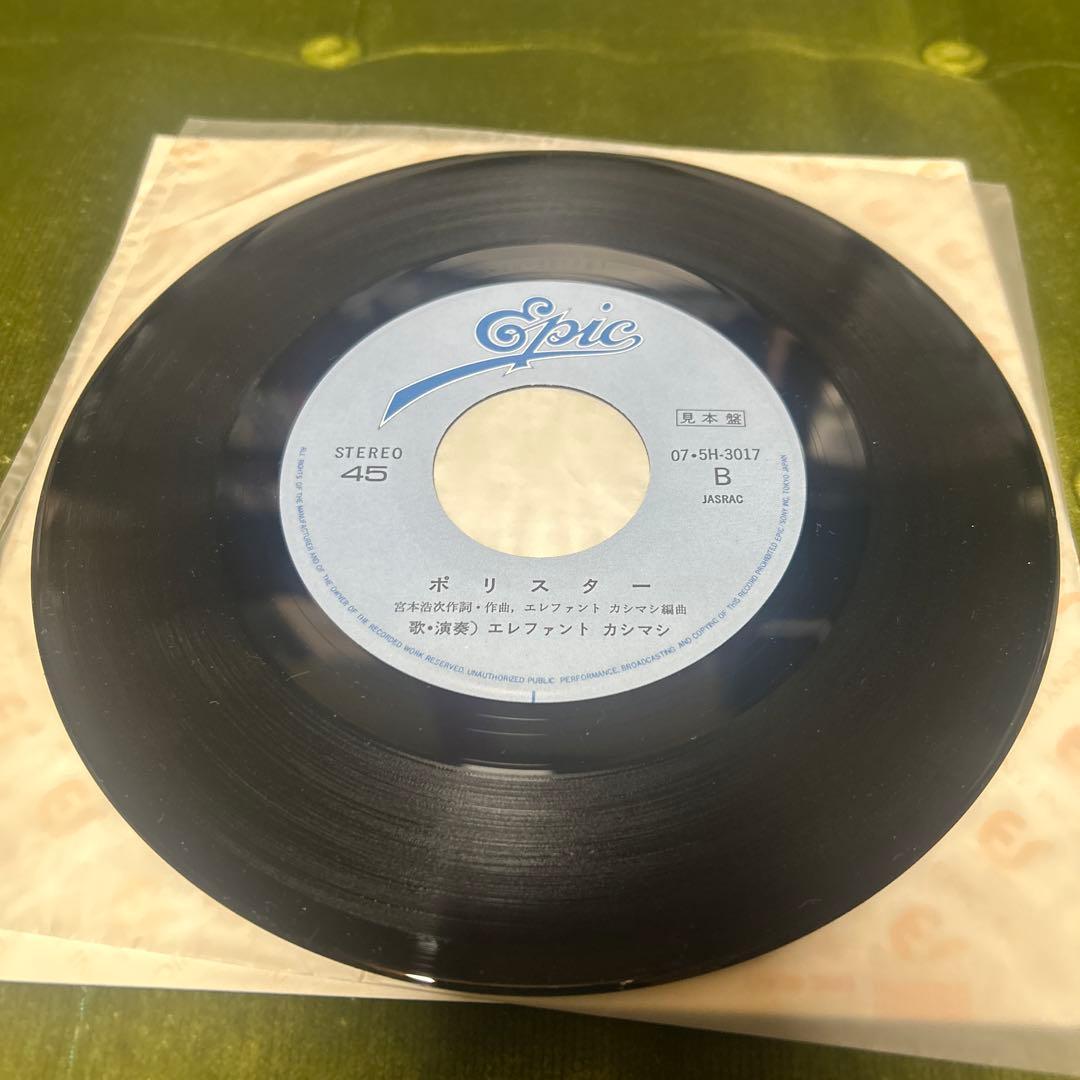 Epic
STEREO
45
見本盤
07・5H-3017
B
JASRAC
ポリスター
宮本浩次作詞・作曲, エレファント カシマシ編曲
歌・演奏) エレファント カシマシ
ALL RIGHTS OF THE MANUFACTURER AND OF THE OWNER OF THE RECORDED WORK RESERVED. UNAUTHORIZED PUBLIC PERFORMANCE, BROADCASTING AND COPYING OF THIS RECORD PROHIBITED EPIC/SONY INC. TOKYO JAPAN